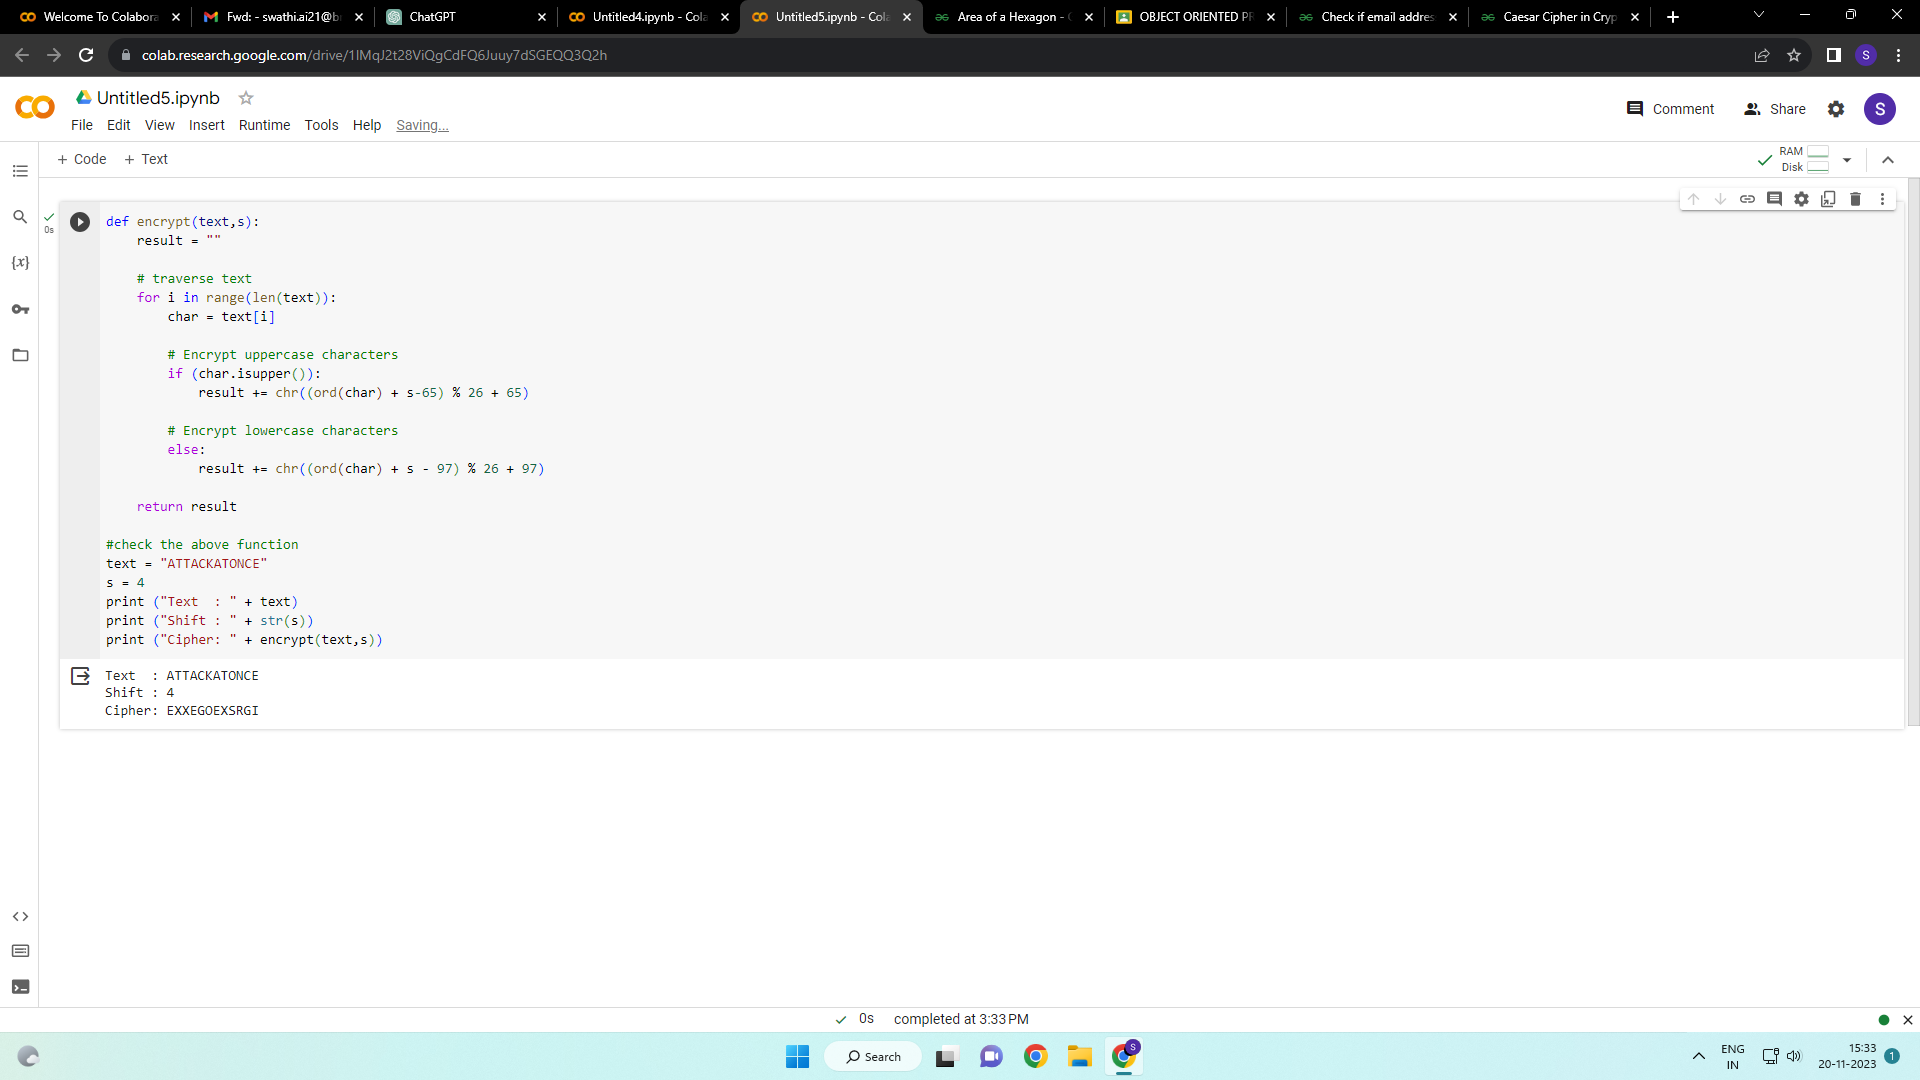 Welcome To Colabora
Fwd: - swathi.ai21@b
ChatGPT
Untitled4.ipynb - Cola
Untitled5.ipynb - Cola
Area of a Hexagon -
OBJECT ORIENTED P
Check if email addres
Caesar Cipher in Cryp
colab.research.google.com/drive/1IMqJ2t28ViQgCdFQ6Juuy7dSGEQQ3Q2h
S
CO
Untitled5.ipynb
File Edit View Insert Runtime Tools Help Saving...
Comment
Share
S
+ Code + Text
RAM
Disk
{x}
0s
def encrypt(text,s):
    result = ""
    # traverse text
    for i in range(len(text)):
        char = text[i]
        # Encrypt uppercase characters
        if (char.isupper()):
            result += chr((ord(char) + s-65) % 26 + 65)
        # Encrypt lowercase characters
        else:
            result += chr((ord(char) + s - 97) % 26 + 97)
    return result
#check the above function
text = "ATTACKATONCE"
s = 4
print ("Text  : " + text)
print ("Shift : " + str(s))
print ("Cipher: " + encrypt(text,s))
Text  : ATTACKATONCE
Shift : 4
Cipher: EXXEGOEXSRGI
0s completed at 3:33 PM
Search
S
ENG
IN
15:33
20-11-2023
1